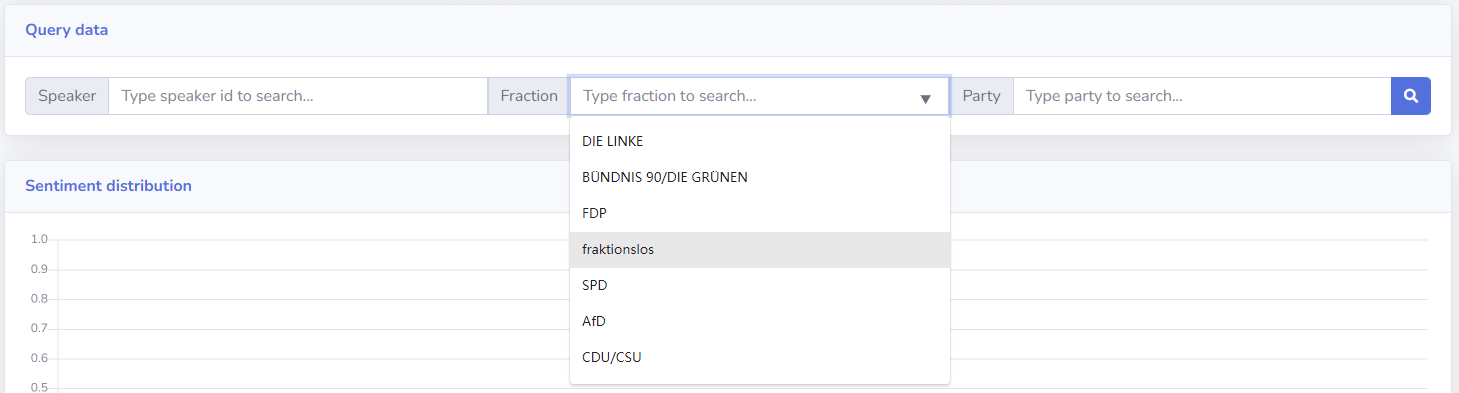 Query data
Speaker Type speaker id to search... Fraction Type fraction to search... Party Type party to search...
DIE LINKE
BÜNDNIS 90/DIE GRÜNEN
FDP
fraktionslos
SPD
AfD
CDU/CSU
Sentiment distribution
1.0
0.9
0.8
0.7
0.6
0.5